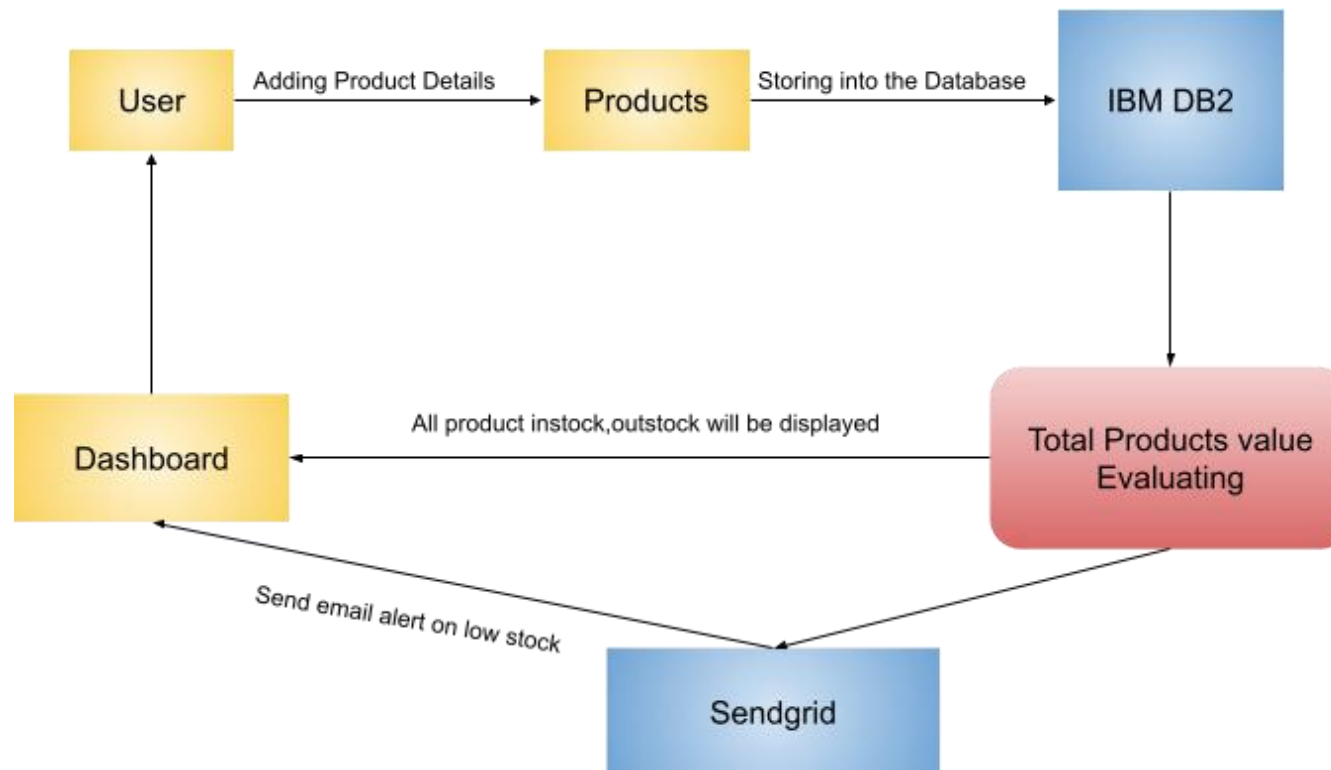 User
Adding Product Details
Products
Storing into the Database
IBM DB2
Dashboard
All product instock,outstock will be displayed
Total Products value
Evaluating
Send email alert on low stock
Sendgrid